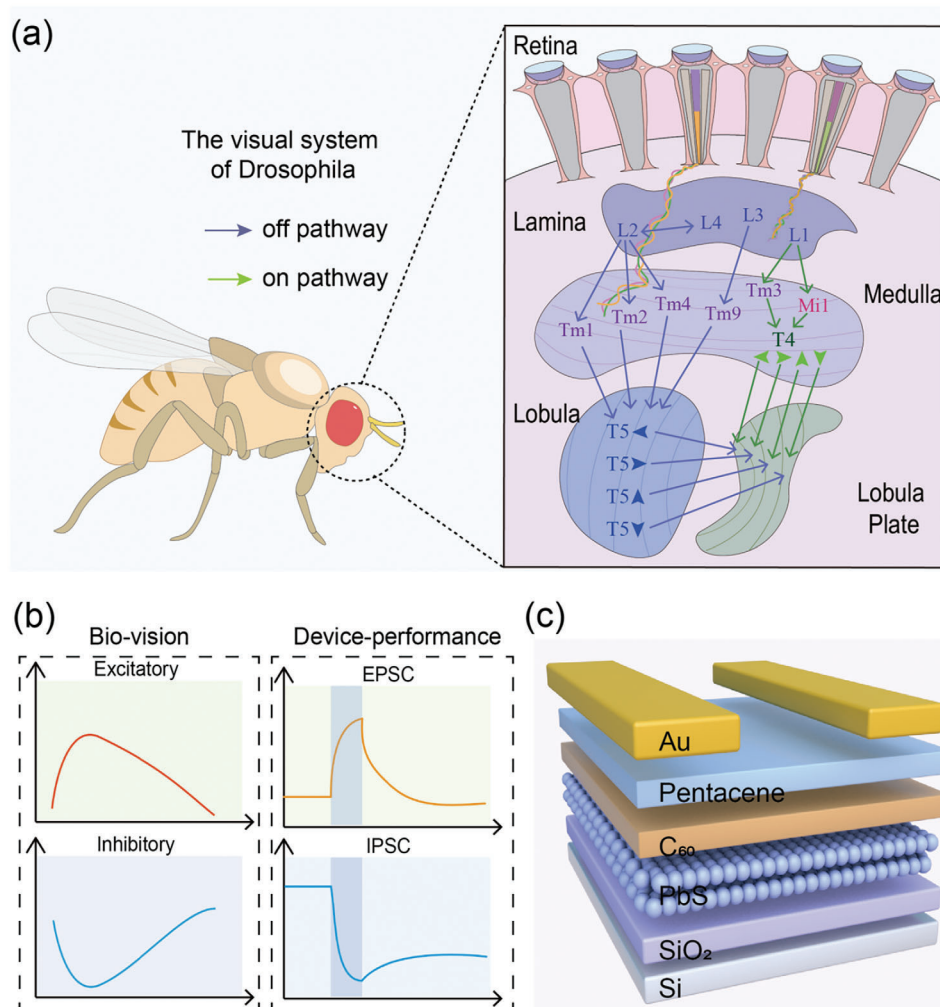 (a)
The visual system
of Drosophila
off pathway
on pathway
Retina
Lamina
L2
L4
L3
L1
Medulla
Tm1
Tm2
Tm4
Tm9
Tm3
Mi1
T4
Lobula
T5
T5
T5
T5
Lobula
Plate
(b)
Bio-vision
Device-performance
Excitatory
EPSC
Inhibitory
IPSC
(c)
Au
Pentacene
C₆₀
PbS
SiO₂
Si